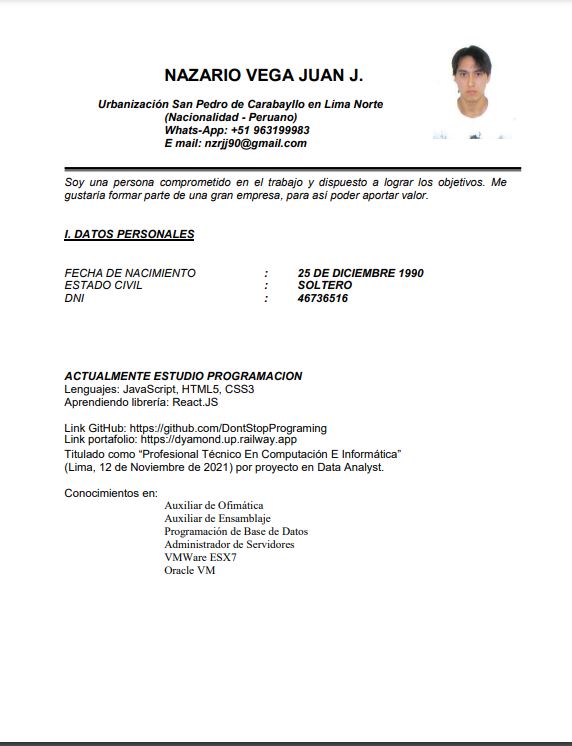 NAZARIO VEGA JUAN J.
Urbanización San Pedro de Carabayllo en Lima Norte
(Nacionalidad - Peruano)
Whats-App: +51 963199983
E mail: nzrjj90@gmail.com
Soy una persona comprometido en el trabajo y dispuesto a lograr los objetivos. Me
gustaría formar parte de una gran empresa, para así poder aportar valor.
I. DATOS PERSONALES
FECHA DE NACIMIENTO : 25 DE DICIEMBRE 1990
ESTADO CIVIL : SOLTERO
DNI : 46736516
ACTUALMENTE ESTUDIO PROGRAMACION
Lenguajes: JavaScript, HTML5, CSS3
Aprendiendo librería: React.JS
Link GitHub: https://github.com/DontStopPrograming
Link portafolio: https://dyamond.up.railway.app
Titulado como “Profesional Técnico En Computación E Informática”
(Lima, 12 de Noviembre de 2021) por proyecto en Data Analyst.
Conocimientos en:
Auxiliar de Ofimática
Auxiliar de Ensamblaje
Programación de Base de Datos
Administrador de Servidores
VMWare ESX7
Oracle VM